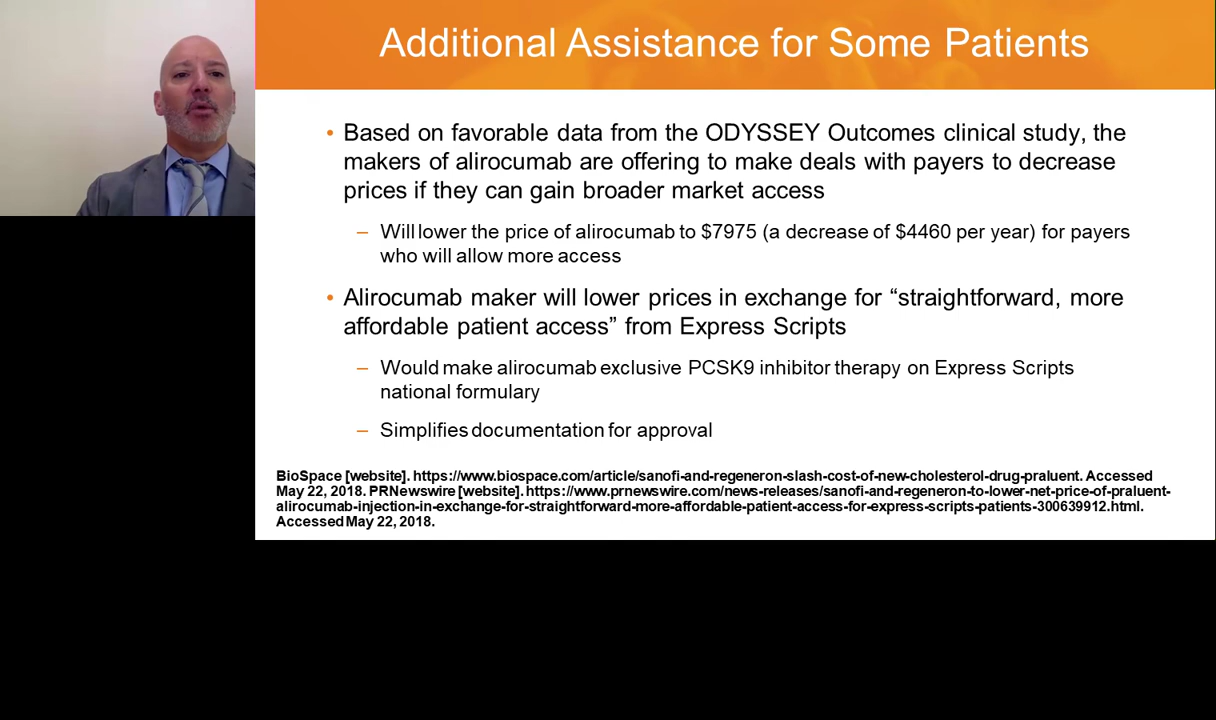 Additional Assistance for Some Patients
• Based on favorable data from the ODYSSEY Outcomes clinical study, the
makers of alirocumab are offering to make deals with payers to decrease
prices if they can gain broader market access
– Will lower the price of alirocumab to $7975 (a decrease of $4460 per year) for payers
who will allow more access
• Alirocumab maker will lower prices in exchange for “straightforward, more
affordable patient access” from Express Scripts
– Would make alirocumab exclusive PCSK9 inhibitor therapy on Express Scripts
national formulary
– Simplifies documentation for approval
BioSpace [website]. https://www.biospace.com/article/sanofi-and-regeneron-slash-cost-of-new-cholesterol-drug-praluent. Accessed
May 22, 2018. PRNewswire [website]. https://www.prnewswire.com/news-releases/sanofi-and-regeneron-to-lower-net-price-of-praluent-
alirocumab-injection-in-exchange-for-straightforward-more-affordable-patient-access-for-express-scripts-patients-300639912.html.
Accessed May 22, 2018.